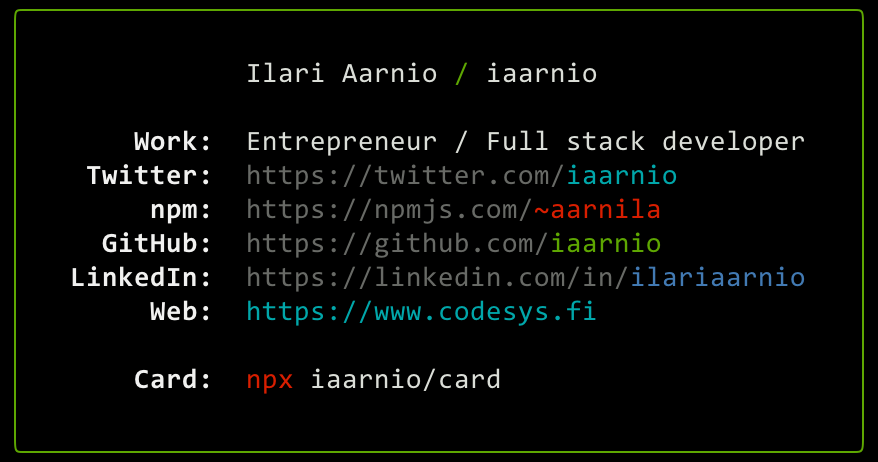 Ilari Aarnio / iaarnio
Work: Entrepreneur / Full stack developer
Twitter: https://twitter.com/iaarnio
npm: https://npmjs.com/~aarnila
GitHub: https://github.com/iaarnio
LinkedIn: https://linkedin.com/in/ilariaarnio
Web: https://www.codesys.fi
Card: npx iaarnio/card